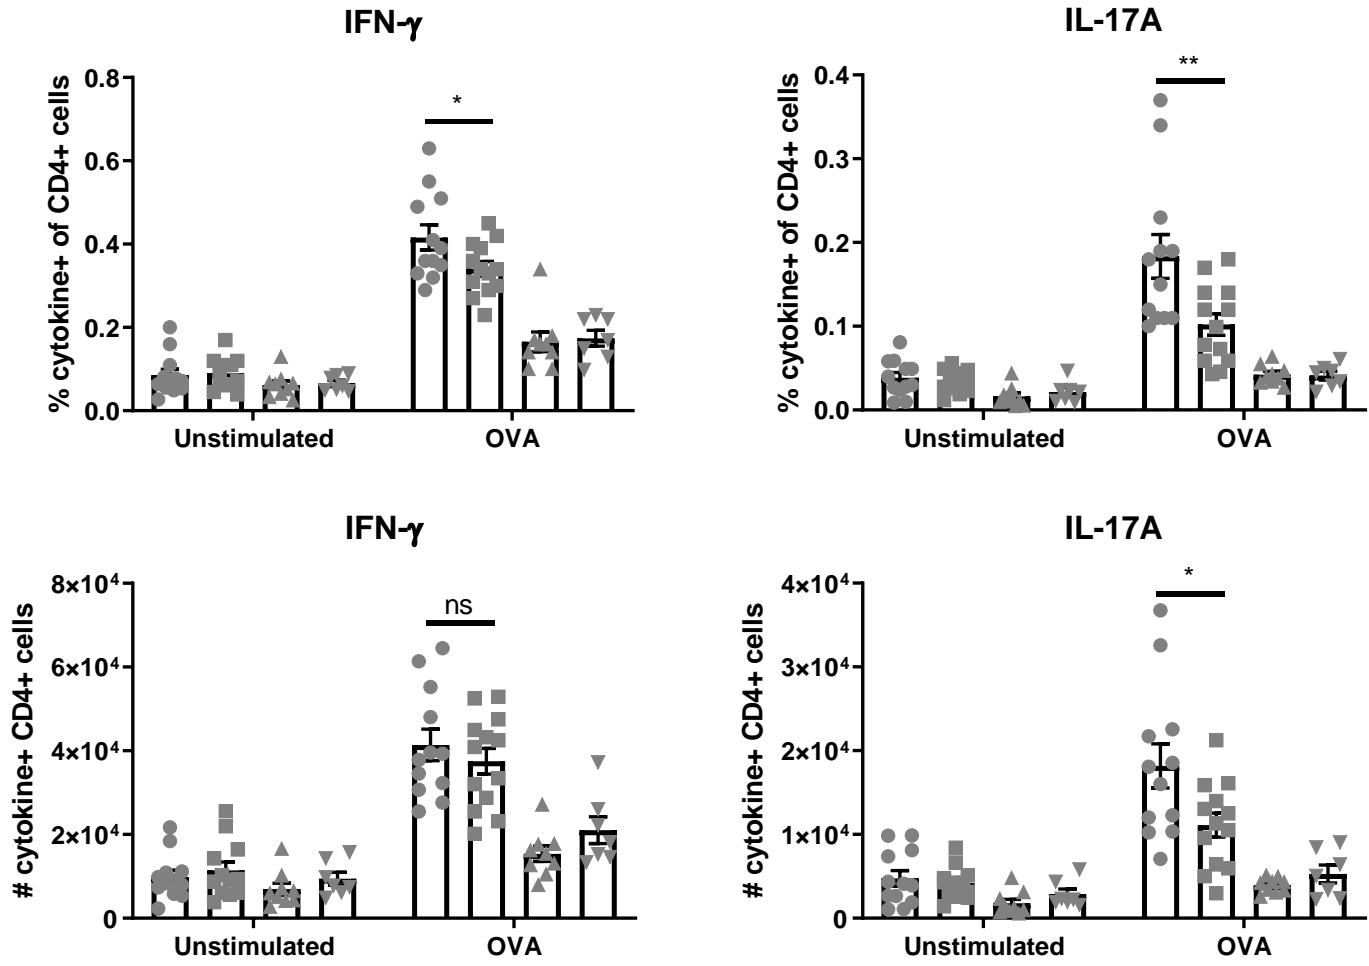 IFN-γ
% cytokine+ of CD4+ cells
0.8
0.6
0.4
0.2
0.0
*
Unstimulated
OVA
IL-17A
% cytokine+ of CD4+ cells
0.4
0.3
0.2
0.1
0.0
**
Unstimulated
OVA
IFN-γ
# cytokine+ CD4+ cells
8×10⁴
6×10⁴
4×10⁴
2×10⁴
0
ns
Unstimulated
OVA
IL-17A
# cytokine+ CD4+ cells
4×10⁴
3×10⁴
2×10⁴
1×10⁴
0
*
Unstimulated
OVA